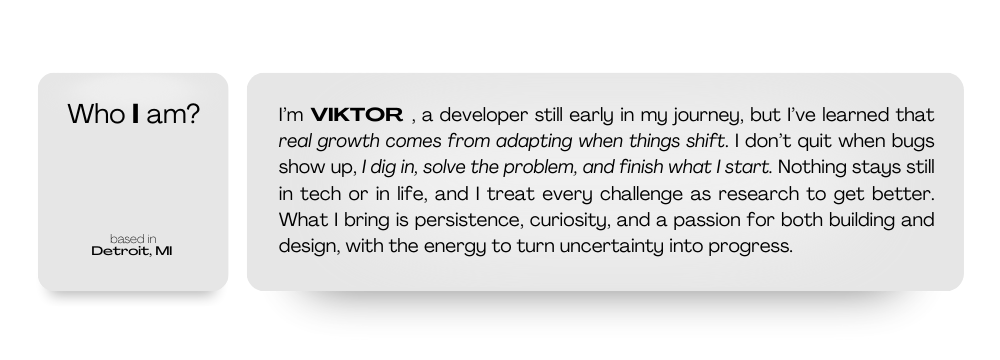 Who I am?
based in
Detroit, MI
I'm VIKTOR , a developer still early in my journey, but I've learned that
real growth comes from adapting when things shift. I don't quit when bugs
show up, I dig in, solve the problem, and finish what I start. Nothing stays still
in tech or in life, and I treat every challenge as research to get better.
What I bring is persistence, curiosity, and a passion for both building and
design, with the energy to turn uncertainty into progress.